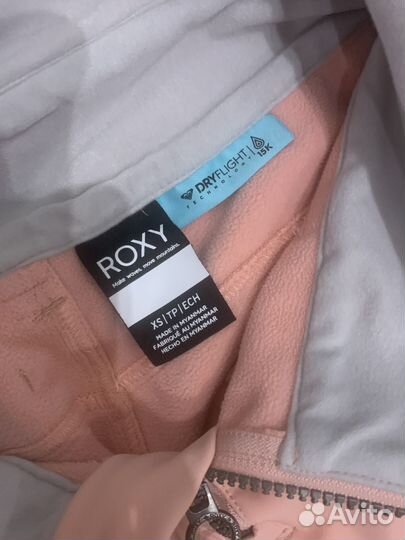 DRYFLIGHT
TECHNOLOGY
15K
ROXY
Make waves, move mountains.
XS | TP | ECH
MADE IN MYANMAR
FABRIQUÉ AU MYANMAR
HECHO EN MYANMAR
Avito